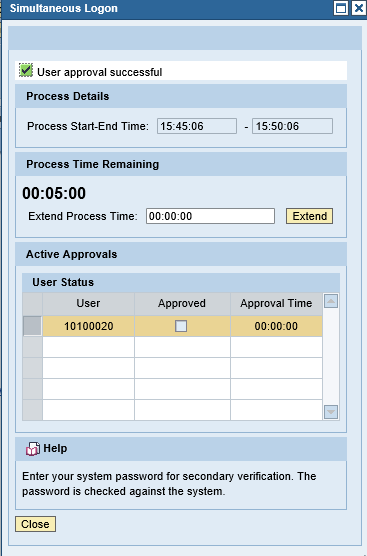 Simultaneous Logon
User approval successful
Process Details
Process Start-End Time: 15:45:06 - 15:50:06
Process Time Remaining
00:05:00
Extend Process Time: 00:00:00 Extend
Active Approvals
User Status
User Approved Approval Time
10100020 00:00:00
Help
Enter your system password for secondary verification. The
password is checked against the system.
Close